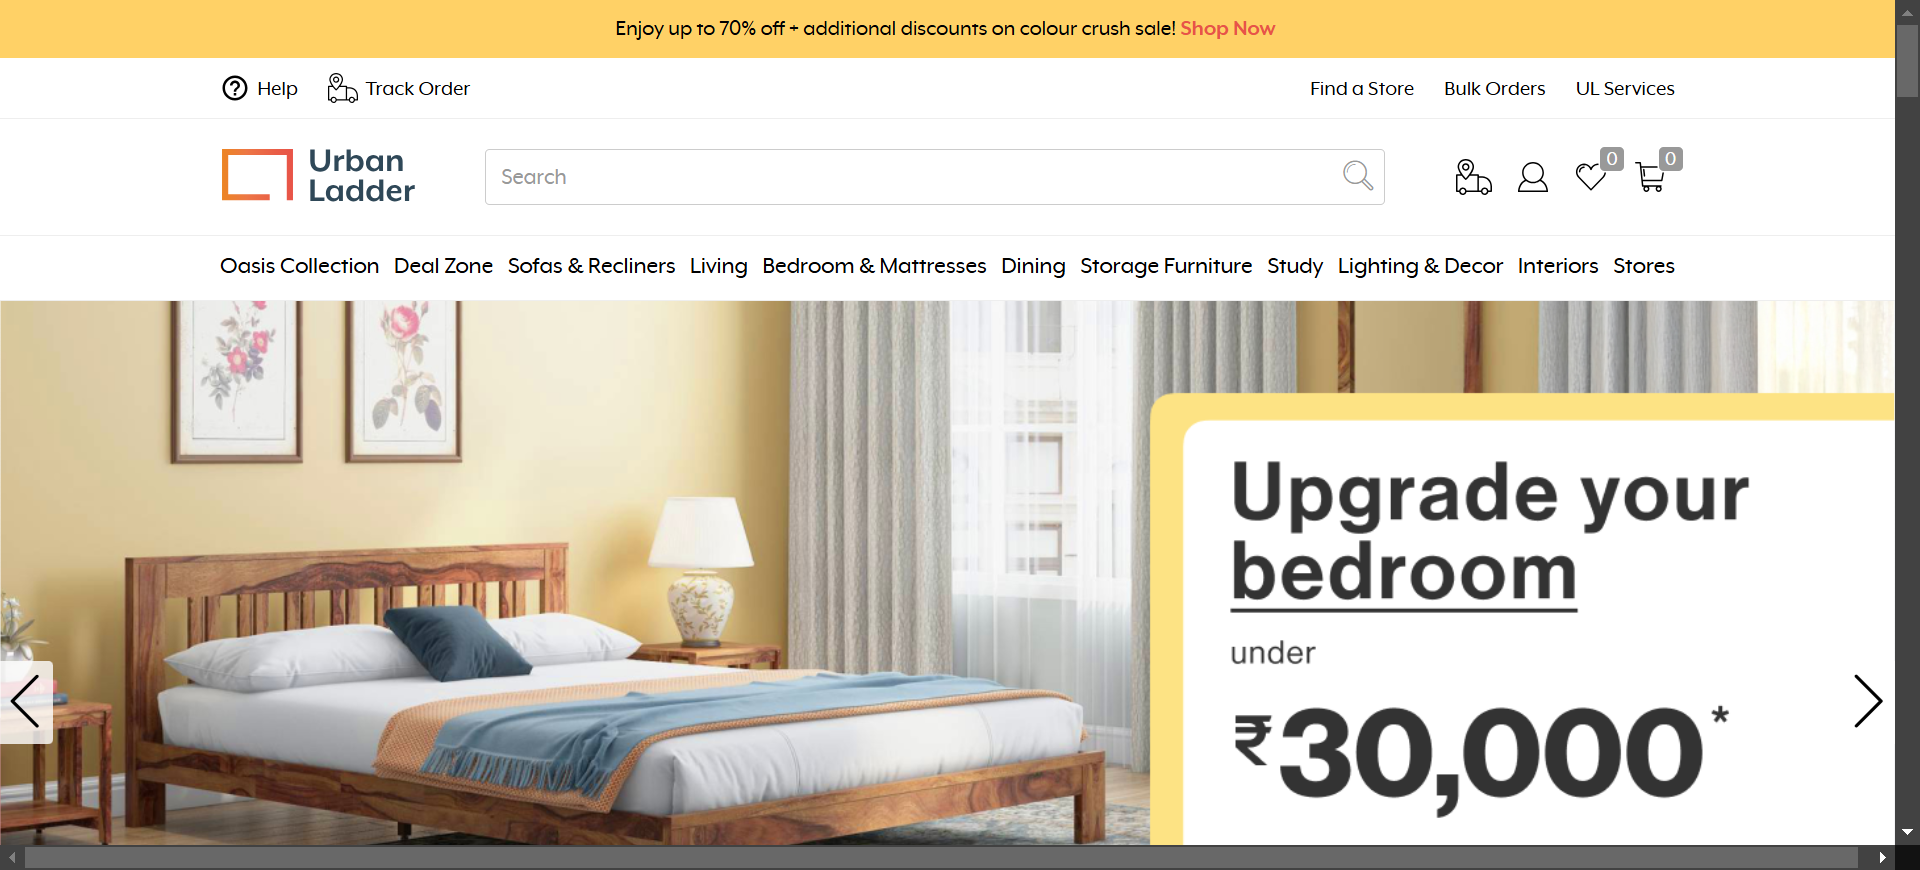 Enjoy up to 70% off + additional discounts on colour crush sale! Shop Now
Help Track Order Find a Store Bulk Orders UL Services
Urban
Ladder
Search
0 0
Oasis Collection Deal Zone Sofas & Recliners Living Bedroom & Mattresses Dining Storage Furniture Study Lighting & Decor Interiors Stores
Upgrade your
bedroom
under
₹30,000*